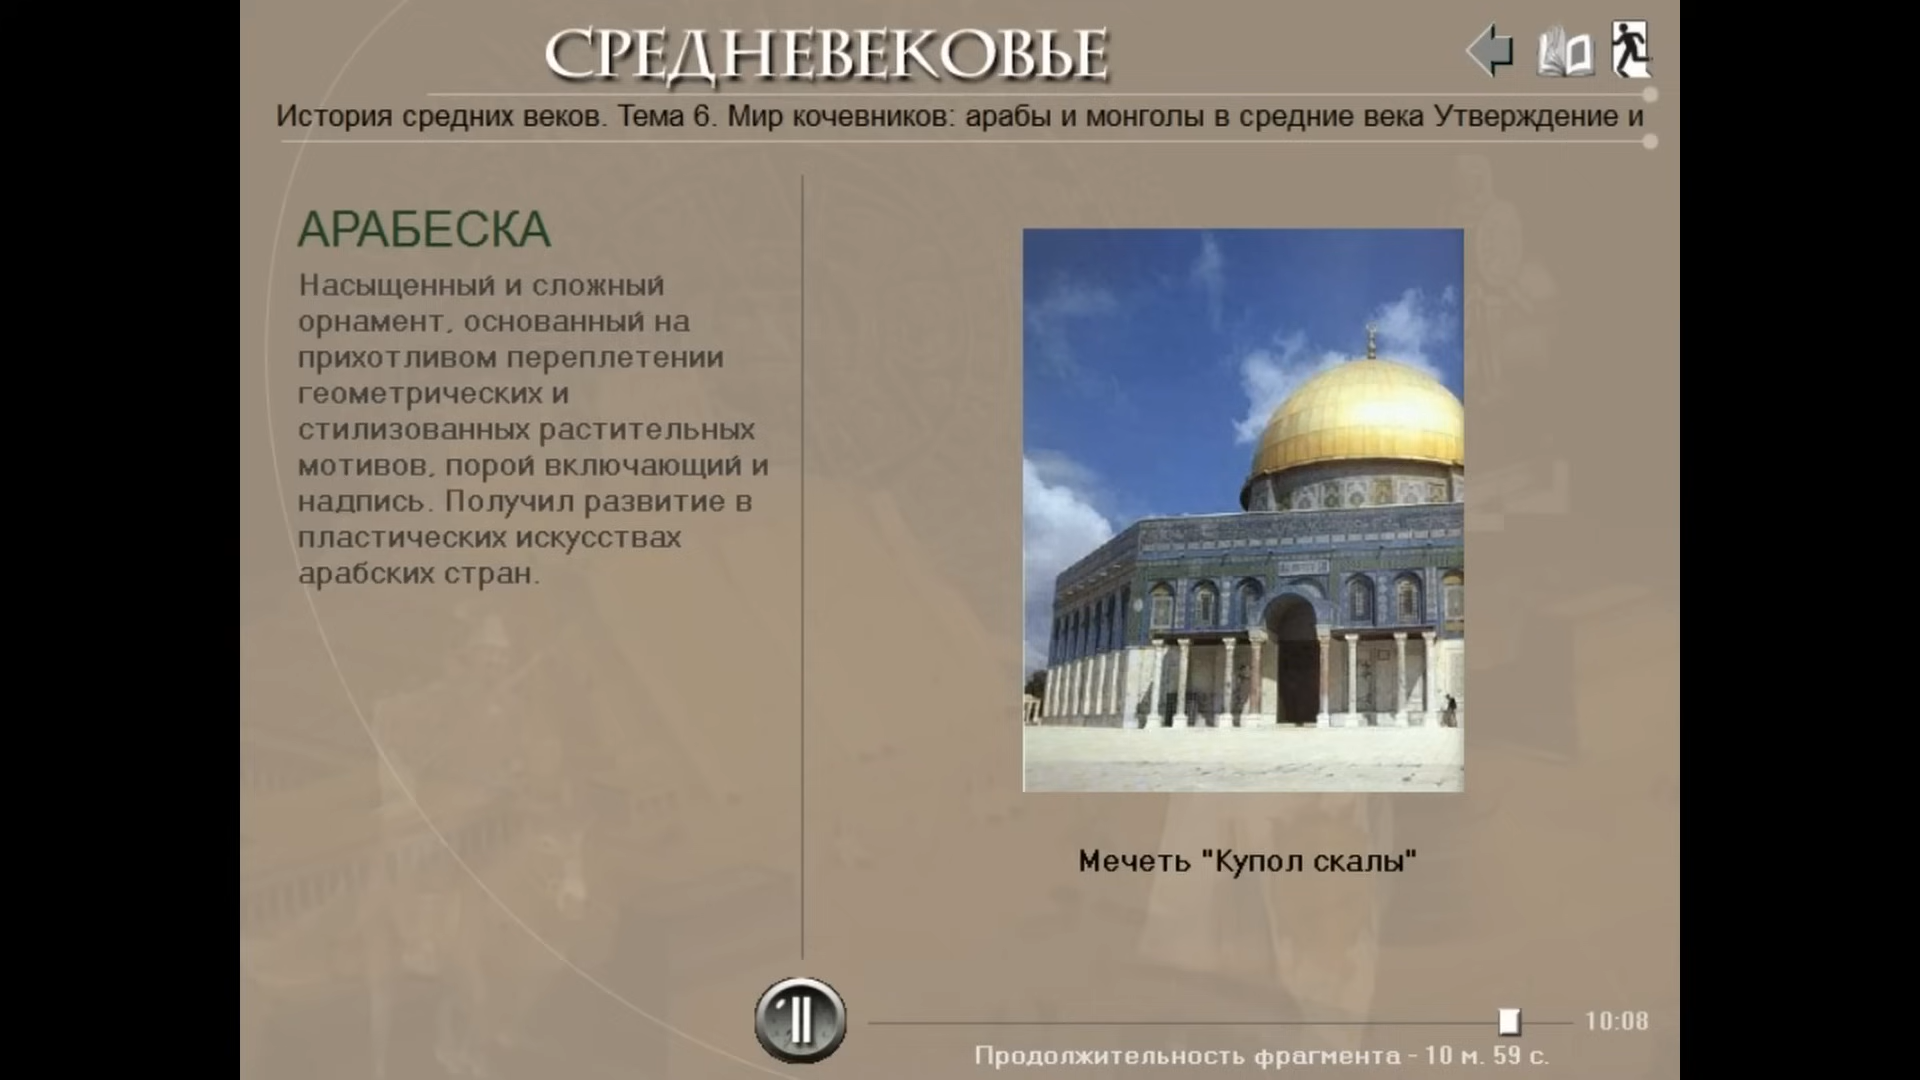 СРЕДНЕВЕКОВЬЕ
История средних веков. Тема 6. Мир кочевников: арабы и монголы в средние века Утверждение и
АРАБЕСКА
Насыщенный и сложный
орнамент, основанный на
прихотливом переплетении
геометрических и
стилизованных растительных
мотивов, порой включающий и
надпись. Получил развитие в
пластических искусствах
арабских стран.
Мечеть "Купол скалы"
10:08
Продолжительность фрагмента - 10 м. 59 с.